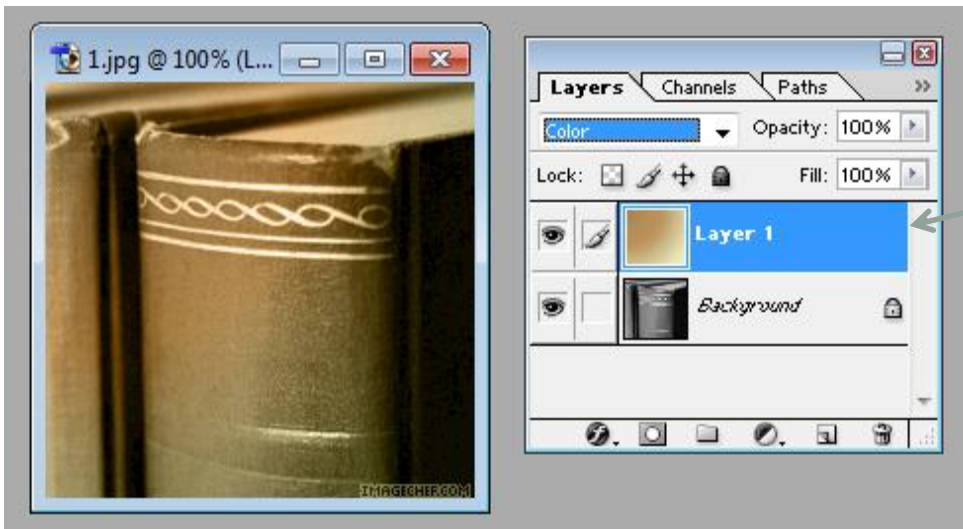 1.jpg @ 100% (L...
IMAGECHEF.COM
Layers Channels Paths
Color Opacity: 100%
Lock: Fill: 100%
Layer 1
Background